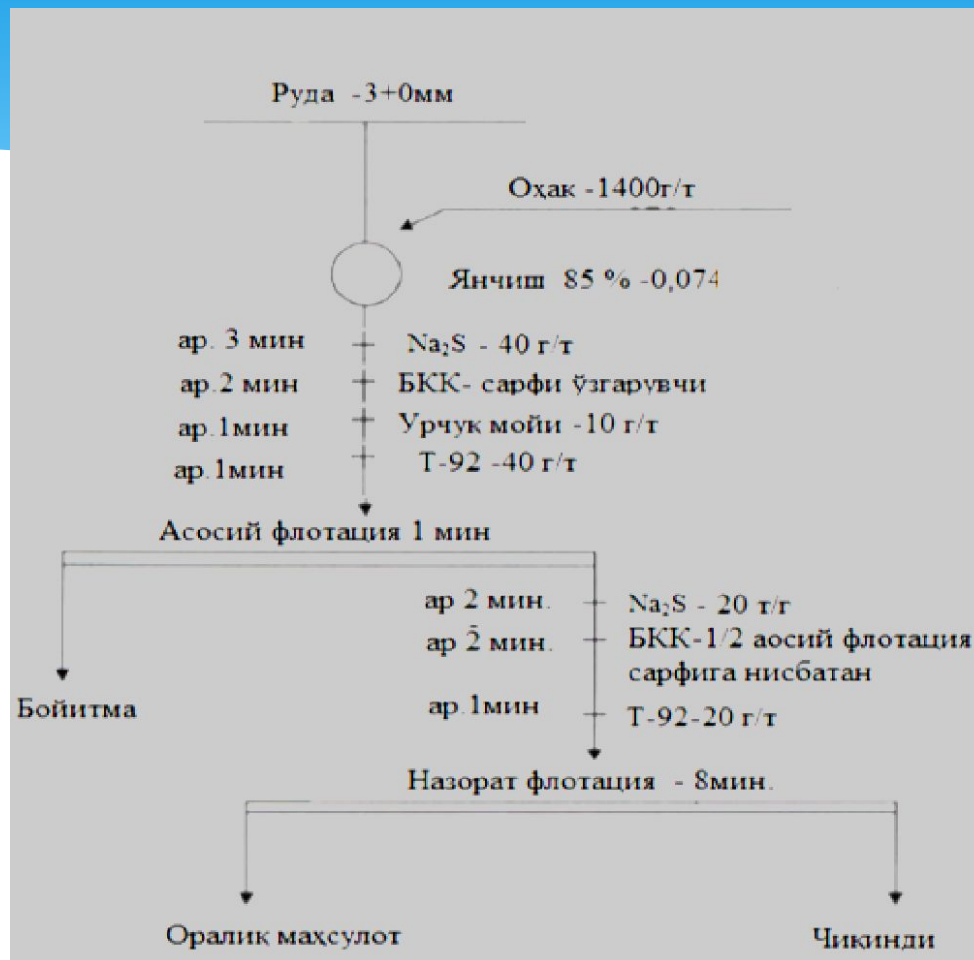 Руда -3+0мм
Оҳак -1400г/т
Янчиш 85 % -0,074
ар. 3 мин Na₂S - 40 г/т
ар.2 мин БКК- сарфи ўзгарувчи
ар.1мин Урчуқ мойи -10 г/т
ар.1мин Т-92 -40 г/т
Асосий флотация 1 мин
ар 2 мин. Na₂S - 20 т/г
ар 2 мин. БКК-1/2 аосий флотация
сарфига нисбатан
Бойитма
ар.1мин Т-92-20 г/т
Назорат флотация - 8мин.
Оралиқ маҳсулот
Чикинди